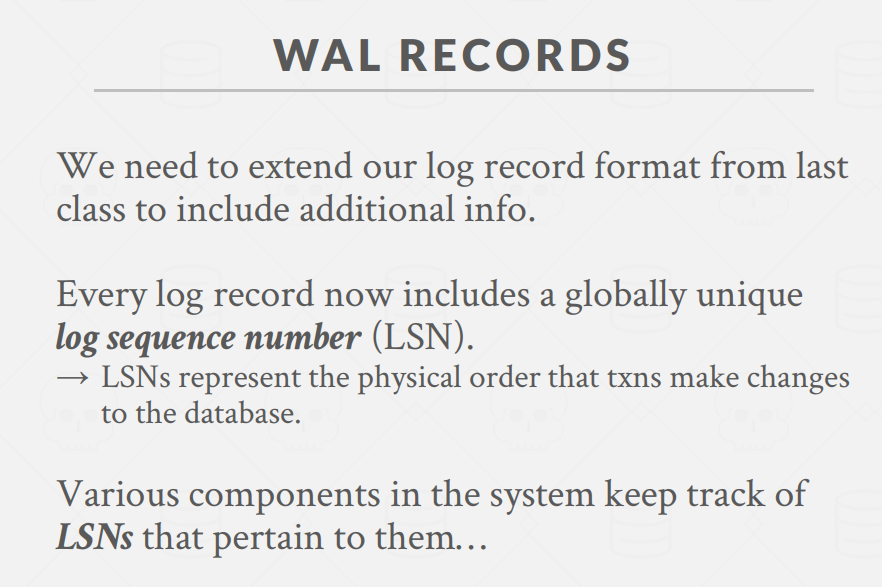 WAL RECORDS
We need to extend our log record format from last
class to include additional info.
Every log record now includes a globally unique
log sequence number (LSN).
→ LSNs represent the physical order that txns make changes
to the database.
Various components in the system keep track of
LSNs that pertain to them…